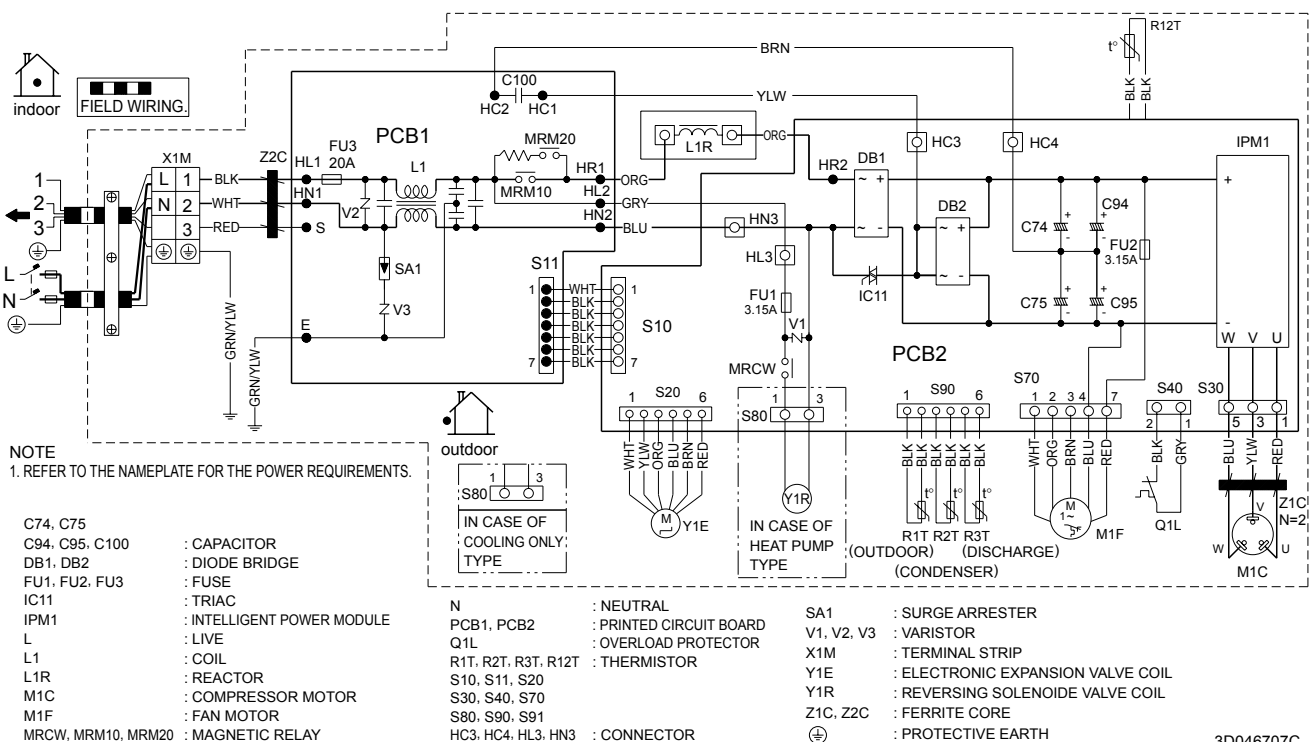 R12T
t°
BLK
BLK
BRN
indoor
FIELD WIRING.
C100
HC2
HC1
YLW
PCB1
MRM20
MRM10
L1R
ORG
HC3
HC4
IPM1
X1M
Z2C
HL1
FU3
20A
L1
HR1
ORG
HR2
DB1
+
~
-
DB2
1
2
3
L 1
N 2
3
BLK
WHT
RED
HN1
S
V2
HL2
GRY
HN2
BLU
HN3
HL3
C74
C94
FU2
3.15A
C75
C95
IC11
SA1
V3
L
N
E
GRN/YLW
GRN/YLW
S11
S10
1
WHT
1
BLK
BLK
BLK
BLK
BLK
7
BLK
7
FU1
3.15A
V1
MRCW
PCB2
W V U
outdoor
S20
1 6
WHT
YLW
ORG
BLU
BRN
RED
M
Y1E
S80
1 3
Y1R
IN CASE OF
HEAT PUMP
TYPE
S80
1 3
IN CASE OF
COOLING ONLY
TYPE
S90
1 6
BLK
BLK
BLK
BLK
BLK
BLK
t° t° t°
R1T R2T R3T
(OUTDOOR) (DISCHARGE)
(CONDENSER)
S70
1 2 3 4 7
WHT
ORG
BRN
BLU
RED
M
1~
M1F
S40
2 1
BLK
GRY
Q1L
S30
5 3 1
BLU
YLW
RED
Z1C
N=2
V
W U
M1C
NOTE
1. REFER TO THE NAMEPLATE FOR THE POWER REQUIREMENTS.
C74, C75
C94, C95, C100 : CAPACITOR
DB1, DB2 : DIODE BRIDGE
FU1, FU2, FU3 : FUSE
IC11 : TRIAC
IPM1 : INTELLIGENT POWER MODULE
L : LIVE
L1 : COIL
L1R : REACTOR
M1C : COMPRESSOR MOTOR
M1F : FAN MOTOR
MRCW, MRM10, MRM20 : MAGNETIC RELAY
N : NEUTRAL
PCB1, PCB2 : PRINTED CIRCUIT BOARD
Q1L : OVERLOAD PROTECTOR
R1T, R2T, R3T, R12T : THERMISTOR
S10, S11, S20
S30, S40, S70
S80, S90, S91
HC3, HC4, HL3, HN3 : CONNECTOR
SA1 : SURGE ARRESTER
V1, V2, V3 : VARISTOR
X1M : TERMINAL STRIP
Y1E : ELECTRONIC EXPANSION VALVE COIL
Y1R : REVERSING SOLENOIDE VALVE COIL
Z1C, Z2C : FERRITE CORE
: PROTECTIVE EARTH
3D046707C